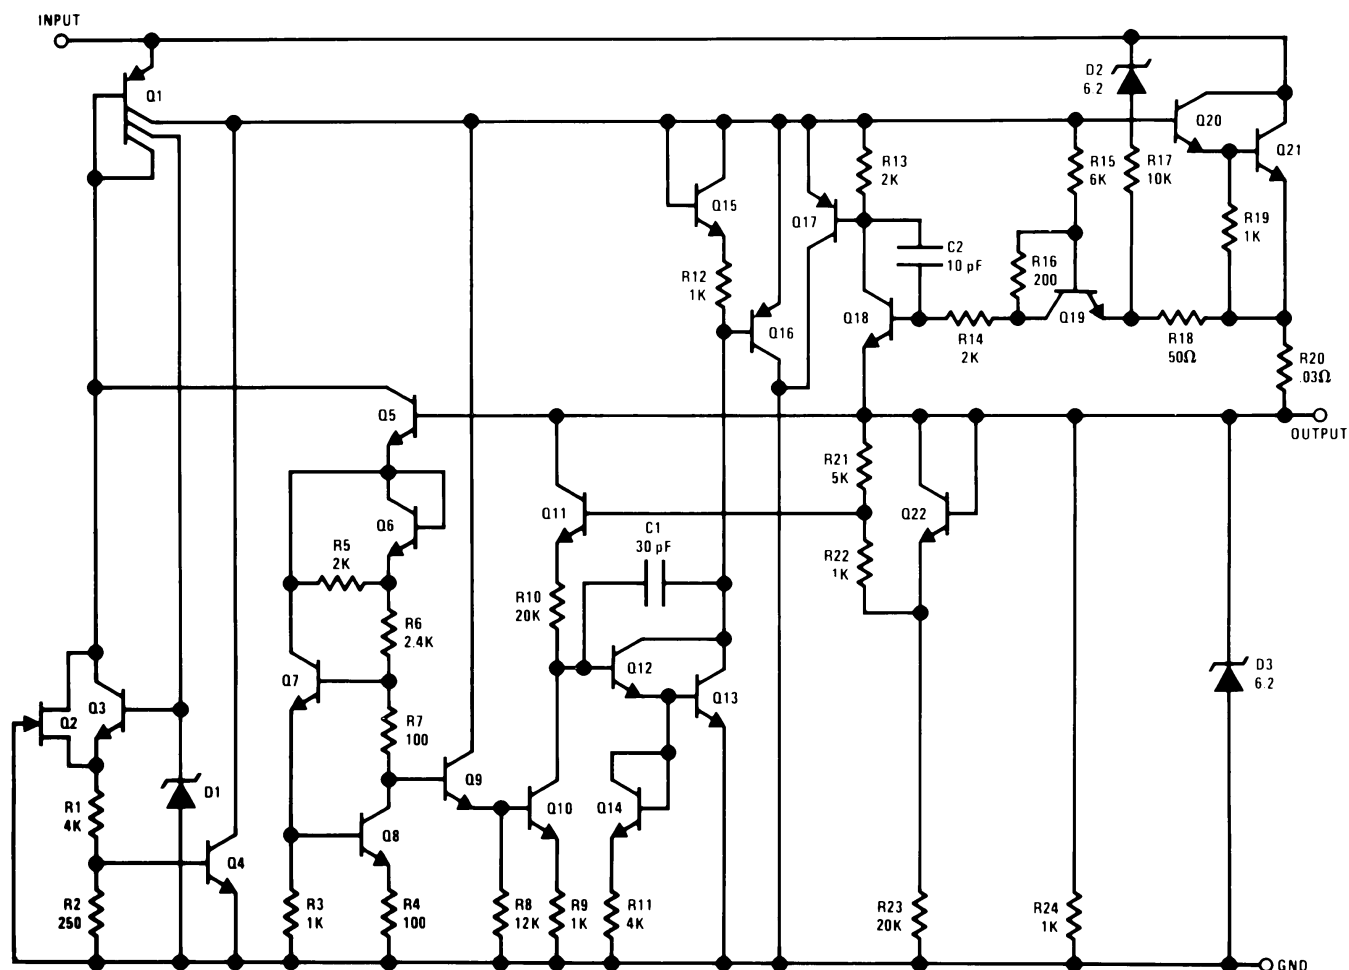 INPUT
Q1
D2
6.2
Q20
Q21
R13
2K
R15
6K
R17
10K
Q15
Q17
R19
1K
C2
10 pF
R16
200
R12
1K
Q16
Q18
R14
2K
Q19
R18
50Ω
R20
.03Ω
Q5
OUTPUT
R21
5K
Q11
Q22
Q6
C1
30 pF
R5
2K
R22
1K
R10
20K
R6
2.4K
Q12
Q7
Q13
D3
6.2
Q2
Q3
R7
100
Q9
D1
R1
4K
Q10
Q14
Q8
Q4
R2
250
R3
1K
R4
100
R8
12K
R9
1K
R11
4K
R23
20K
R24
1K
GND